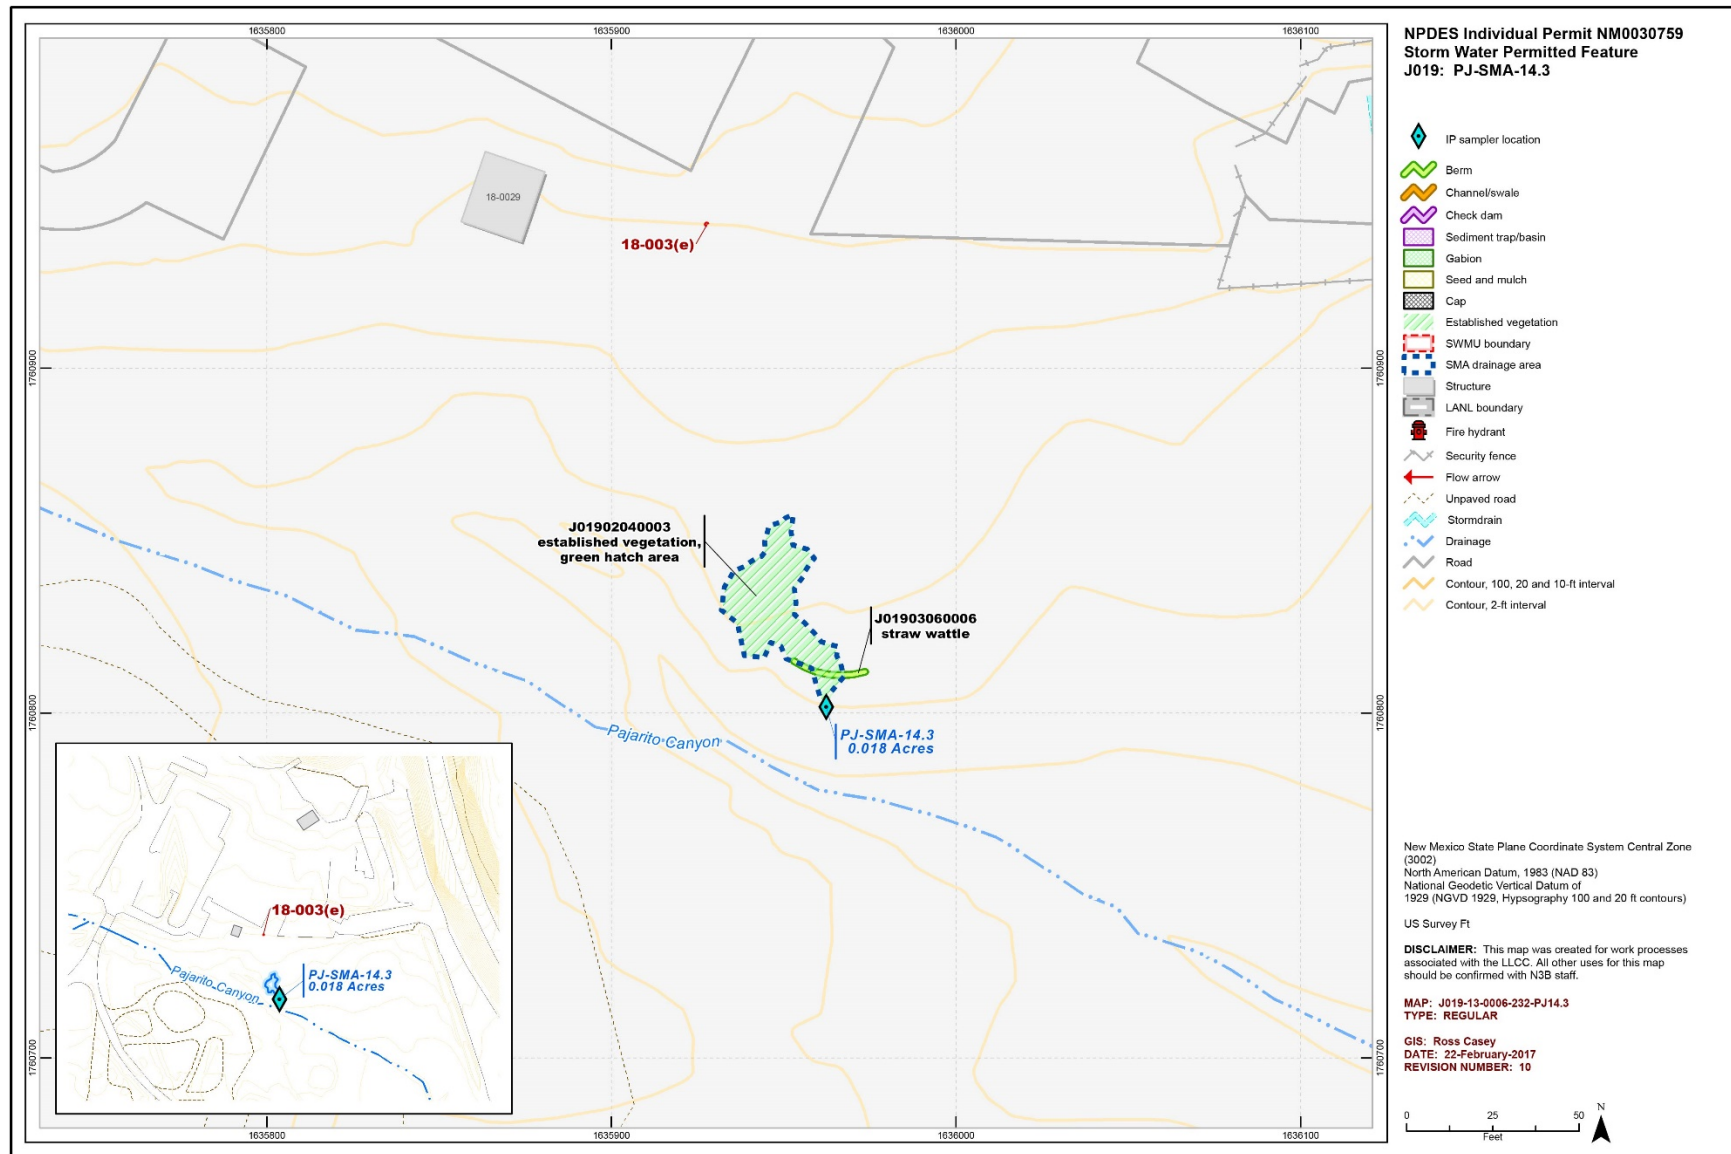 1635800
1635900
1636000
1636100
NPDES Individual Permit NM0030759
Storm Water Permitted Feature
J019: PJ-SMA-14.3
IP sampler location
Berm
Channel/swale
Check dam
Sediment trap/basin
Gabion
Seed and mulch
Cap
Established vegetation
SWMU boundary
SMA drainage area
Structure
LANL boundary
Fire hydrant
Security fence
Flow arrow
Unpaved road
Stormdrain
Drainage
Road
Contour, 100, 20 and 10-ft interval
Contour, 2-ft interval
18-0029
18-003(e)
1760900
1760900
J01902040003
established vegetation,
green hatch area
J01903060006
straw wattle
1760800
1760800
Pajarito Canyon
PJ-SMA-14.3
0.018 Acres
18-003(e)
Pajarito Canyon
PJ-SMA-14.3
0.018 Acres
1760700
1760700
New Mexico State Plane Coordinate System Central Zone
(3002)
North American Datum, 1983 (NAD 83)
National Geodetic Vertical Datum of
1929 (NGVD 1929, Hypsography 100 and 20 ft contours)
US Survey Ft
DISCLAIMER: This map was created for work processes
associated with the LLCC. All other uses for this map
should be confirmed with N3B staff.
MAP: J019-13-0006-232-PJ14.3
TYPE: REGULAR
GIS: Ross Casey
DATE: 22-February-2017
REVISION NUMBER: 10
0 25 50
Feet
N
1635800
1635900
1636000
1636100